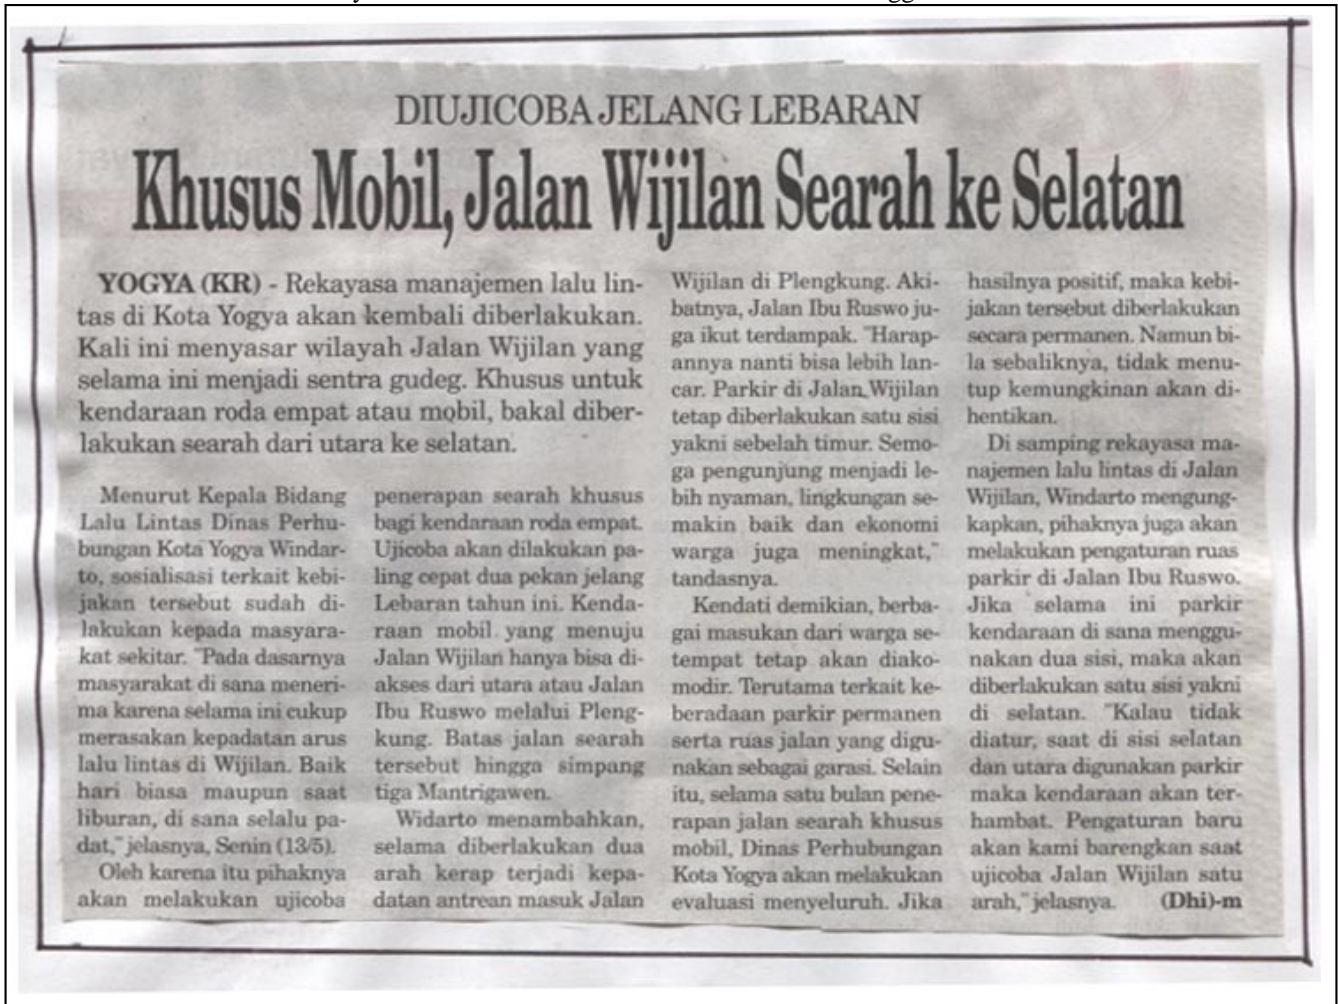 DIUJICOBA JELANG LEBARAN
Khusus Mobil, Jalan Wijilan Searah ke Selatan
YOGYA (KR) - Rekayasa manajemen lalu lin-
tas di Kota Yogya akan kembali diberlakukan.
Kali ini menyasar wilayah Jalan Wijilan yang
selama ini menjadi sentra gudeg. Khusus untuk
kendaraan roda empat atau mobil, bakal diber-
lakukan searah dari utara ke selatan.
Menurut Kepala Bidang
Lalu Lintas Dinas Perhu-
bungan Kota Yogya Windar-
to, sosialisasi terkait kebi-
jakan tersebut sudah di-
lakukan kepada masyara-
kat sekitar. "Pada dasarnya
masyarakat di sana meneri-
ma karena selama ini cukup
merasakan kepadatan arus
lalu lintas di Wijilan. Baik
hari biasa maupun saat
liburan, di sana selalu pa-
dat," jelasnya, Senin (13/5).
Oleh karena itu pihaknya
akan melakukan ujicoba
penerapan searah khusus
bagi kendaraan roda empat.
Ujicoba akan dilakukan pa-
ling cepat dua pekan jelang
Lebaran tahun ini. Kenda-
raan mobil yang menuju
Jalan Wijilan hanya bisa di-
akses dari utara atau Jalan
Ibu Ruswo melalui Pleng-
kung. Batas jalan searah
tersebut hingga simpang
tiga Mantrigawen.
Widarto menambahkan,
selama diberlakukan dua
arah kerap terjadi kepa-
datan antrean masuk Jalan
Wijilan di Plengkung. Aki-
batnya, Jalan Ibu Ruswo ju-
ga ikut terdampak. "Harap-
annya nanti bisa lebih lan-
car. Parkir di Jalan Wijilan
tetap diberlakukan satu sisi
yakni sebelah timur. Semo-
ga pengunjung menjadi le-
bih nyaman, lingkungan se-
makin baik dan ekonomi
warga juga meningkat,"
tandasnya.
Kendati demikian, berba-
gai masukan dari warga se-
tempat tetap akan diako-
modir. Terutama terkait ke-
beradaan parkir permanen
serta ruas jalan yang digu-
nakan sebagai garasi. Selain
itu, selama satu bulan pene-
rapan jalan searah khusus
mobil, Dinas Perhubungan
Kota Yogya akan melakukan
evaluasi menyeluruh. Jika
hasilnya positif, maka kebi-
jakan tersebut diberlakukan
secara permanen. Namun bi-
la sebaliknya, tidak menu-
tup kemungkinan akan di-
hentikan.
Di samping rekayasa ma-
najemen lalu lintas di Jalan
Wijilan, Windarto mengung-
kapkan, pihaknya juga akan
melakukan pengaturan ruas
parkir di Jalan Ibu Ruswo.
Jika selama ini parkir
kendaraan di sana menggu-
nakan dua sisi, maka akan
diberlakukan satu sisi yakni
di selatan. "Kalau tidak
diatur, saat di sisi selatan
dan utara digunakan parkir
maka kendaraan akan ter-
hambat. Pengaturan baru
akan kami barengkan saat
ujicoba Jalan Wijilan satu
arah," jelasnya. (Dhi)-m